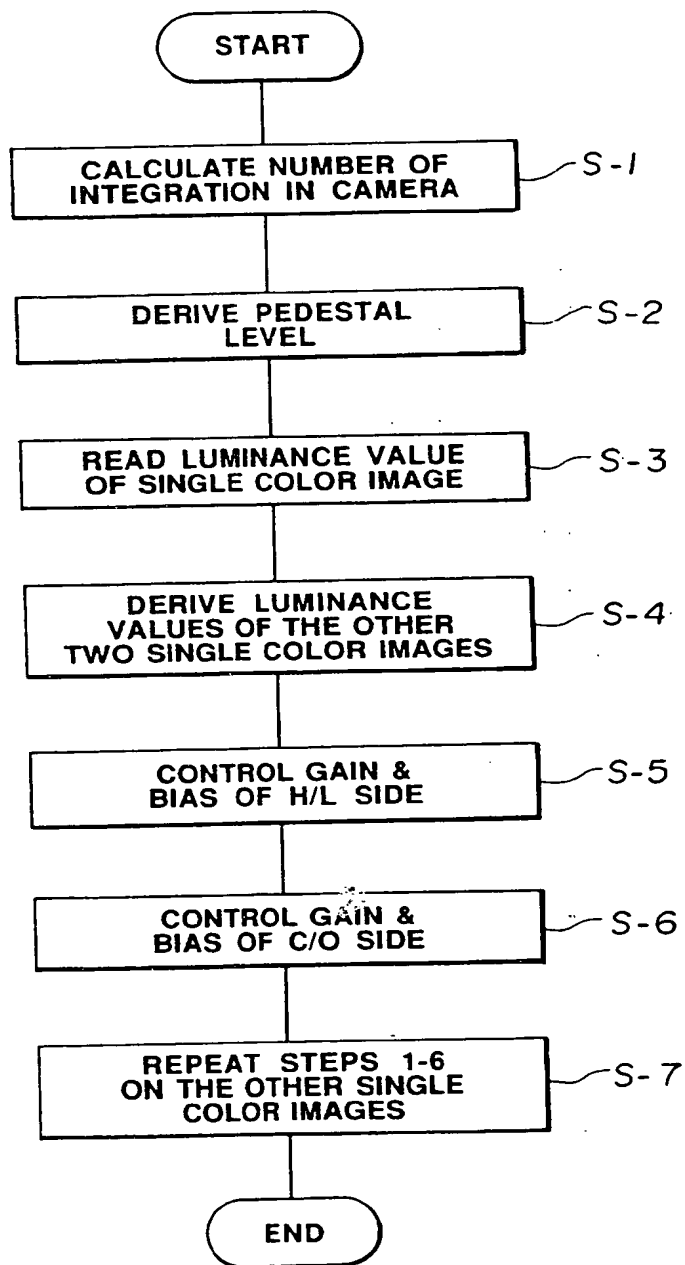 START
CALCULATE NUMBER OF
INTEGRATION IN CAMERA
S-1
DERIVE PEDESTAL
LEVEL
S-2
READ LUMINANCE VALUE
OF SINGLE COLOR IMAGE
S-3
DERIVE LUMINANCE
VALUES OF THE OTHER
TWO SINGLE COLOR IMAGES
S-4
CONTROL GAIN &
BIAS OF H/L SIDE
S-5
CONTROL GAIN &
BIAS OF C/O SIDE
S-6
REPEAT STEPS 1-6
ON THE OTHER SINGLE
COLOR IMAGES
S-7
END